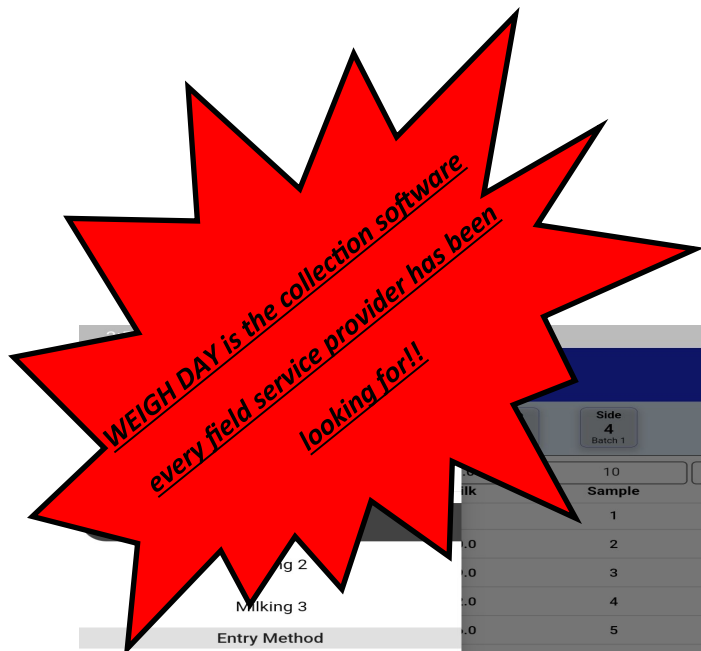 WEIGH DAY is the collection software
every field service provider has been
looking for!!
Side
4
Batch 1
10
Sample
1
2
3
4
5
Milking 3
Entry Method